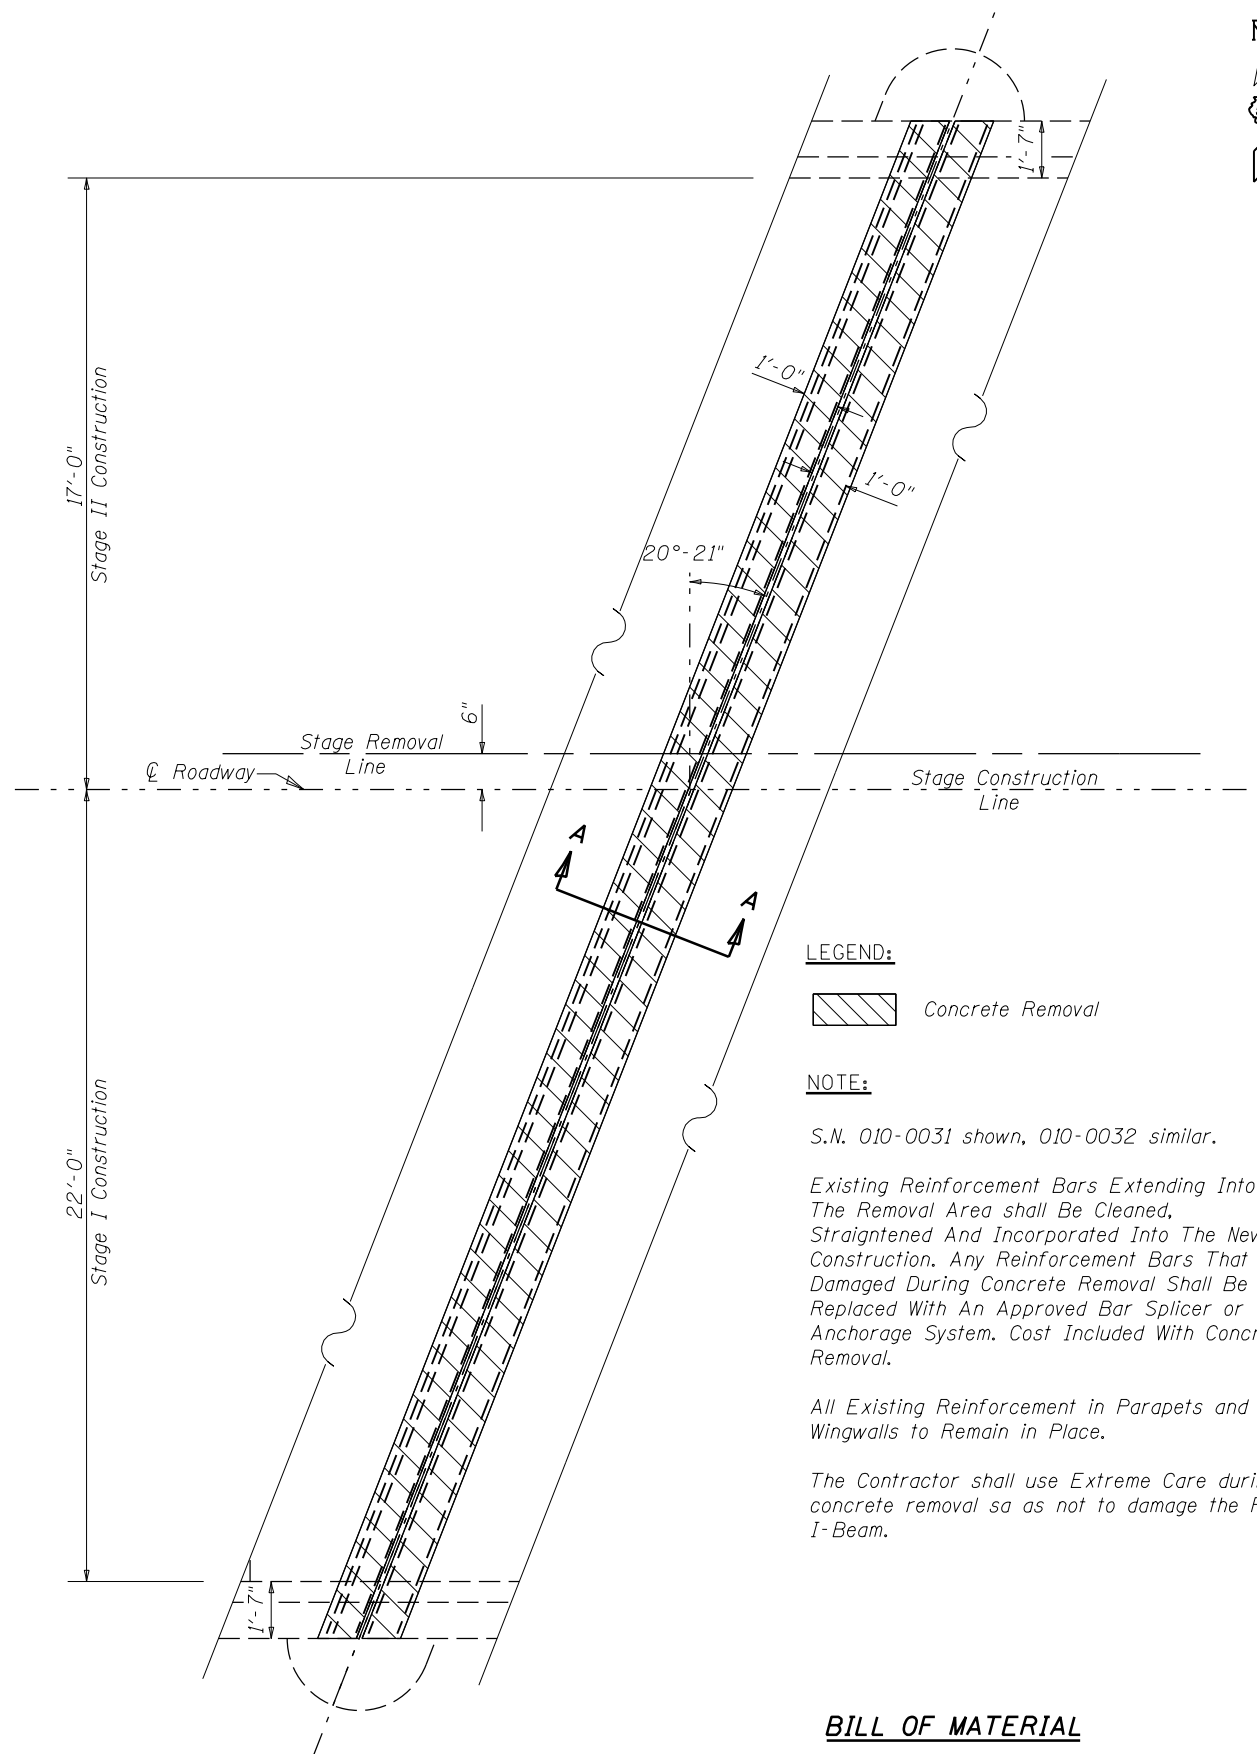 1'-7"
1'-0"
1'-0"
20°-21"
17'-0"
Stage II Construction
6"
Stage Removal
Line
℄ Roadway
Stage Construction
Line
A
A
LEGEND:
Concrete Removal
NOTE:
S.N. 010-0031 shown, 010-0032 similar.
Existing Reinforcement Bars Extending Into
The Removal Area shall Be Cleaned,
Straigntened And Incorporated Into The
Construction. Any Reinforcement Bars That
Damaged During Concrete Removal Shall Be
Replaced With An Approved Bar Splicer or
Anchorage System. Cost Included With
Removal.
All Existing Reinforcement in Parapets and
Wingwalls to Remain in Place.
The Contractor shall use Extreme Care
concrete removal sa as not to damage the
I-Beam.
22'-0"
Stage I Construction
1'-7"
BILL OF MATERIAL